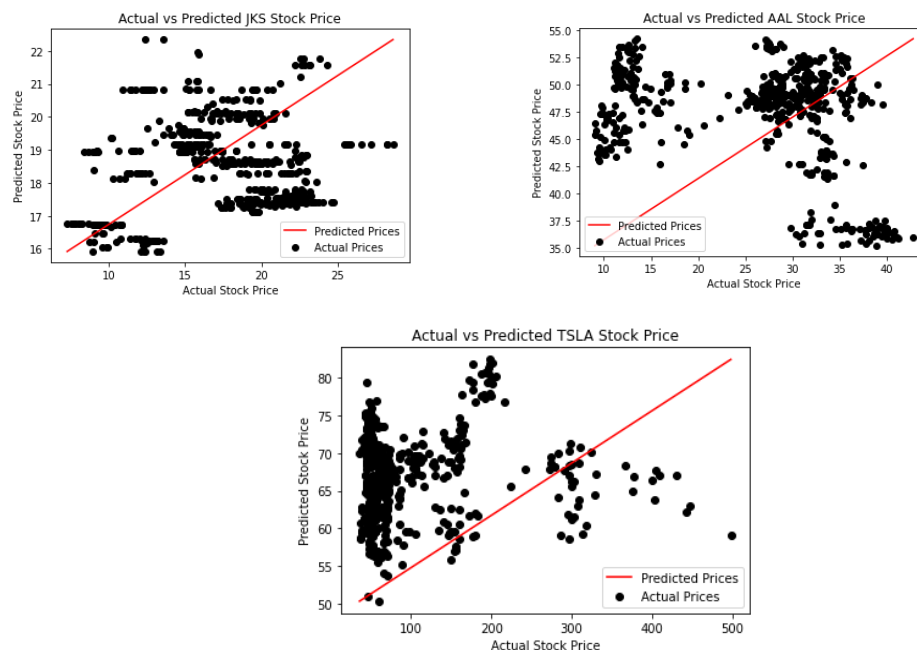 Actual vs Predicted JKS Stock Price
22
21
20
19
18
17
16
Predicted Stock Price
10
15
20
25
Actual Stock Price
Predicted Prices
Actual Prices
Actual vs Predicted AAL Stock Price
55.0
52.5
50.0
47.5
45.0
42.5
40.0
37.5
35.0
Predicted Stock Price
10
15
20
25
30
35
40
Actual Stock Price
Predicted Prices
Actual Prices
Actual vs Predicted TSLA Stock Price
80
75
70
65
60
55
50
Predicted Stock Price
100
200
300
400
500
Actual Stock Price
Predicted Prices
Actual Prices